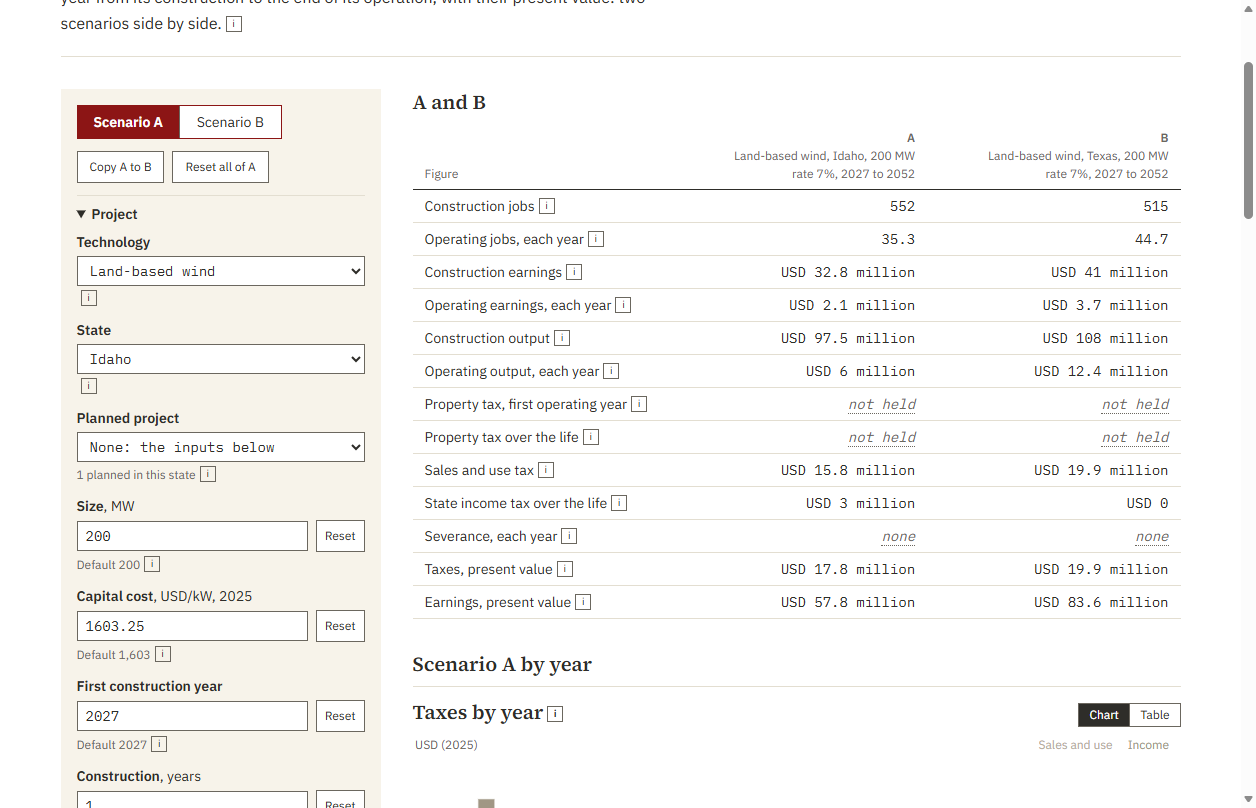 scenarios side by side. i
Scenario A Scenario B
Copy A to B Reset all of A
▼ Project
Technology
Land-based wind
i
State
Idaho
i
Planned project
None: the inputs below
1 planned in this state i
Size, MW
200 Reset
Default 200 i
Capital cost, USD/kW, 2025
1603.25 Reset
Default 1,603 i
First construction year
2027 Reset
Default 2027 i
Construction, years
1 Reset
A and B
A B
Land-based wind, Idaho, 200 MW Land-based wind, Texas, 200 MW
Figure rate 7%, 2027 to 2052 rate 7%, 2027 to 2052
Construction jobs i 552 515
Operating jobs, each year i 35.3 44.7
Construction earnings i USD 32.8 million USD 41 million
Operating earnings, each year i USD 2.1 million USD 3.7 million
Construction output i USD 97.5 million USD 108 million
Operating output, each year i USD 6 million USD 12.4 million
Property tax, first operating year i not held not held
Property tax over the life i not held not held
Sales and use tax i USD 15.8 million USD 19.9 million
State income tax over the life i USD 3 million USD 0
Severance, each year i none none
Taxes, present value i USD 17.8 million USD 19.9 million
Earnings, present value i USD 57.8 million USD 83.6 million
Scenario A by year
Taxes by year i Chart Table
USD (2025) Sales and use Income